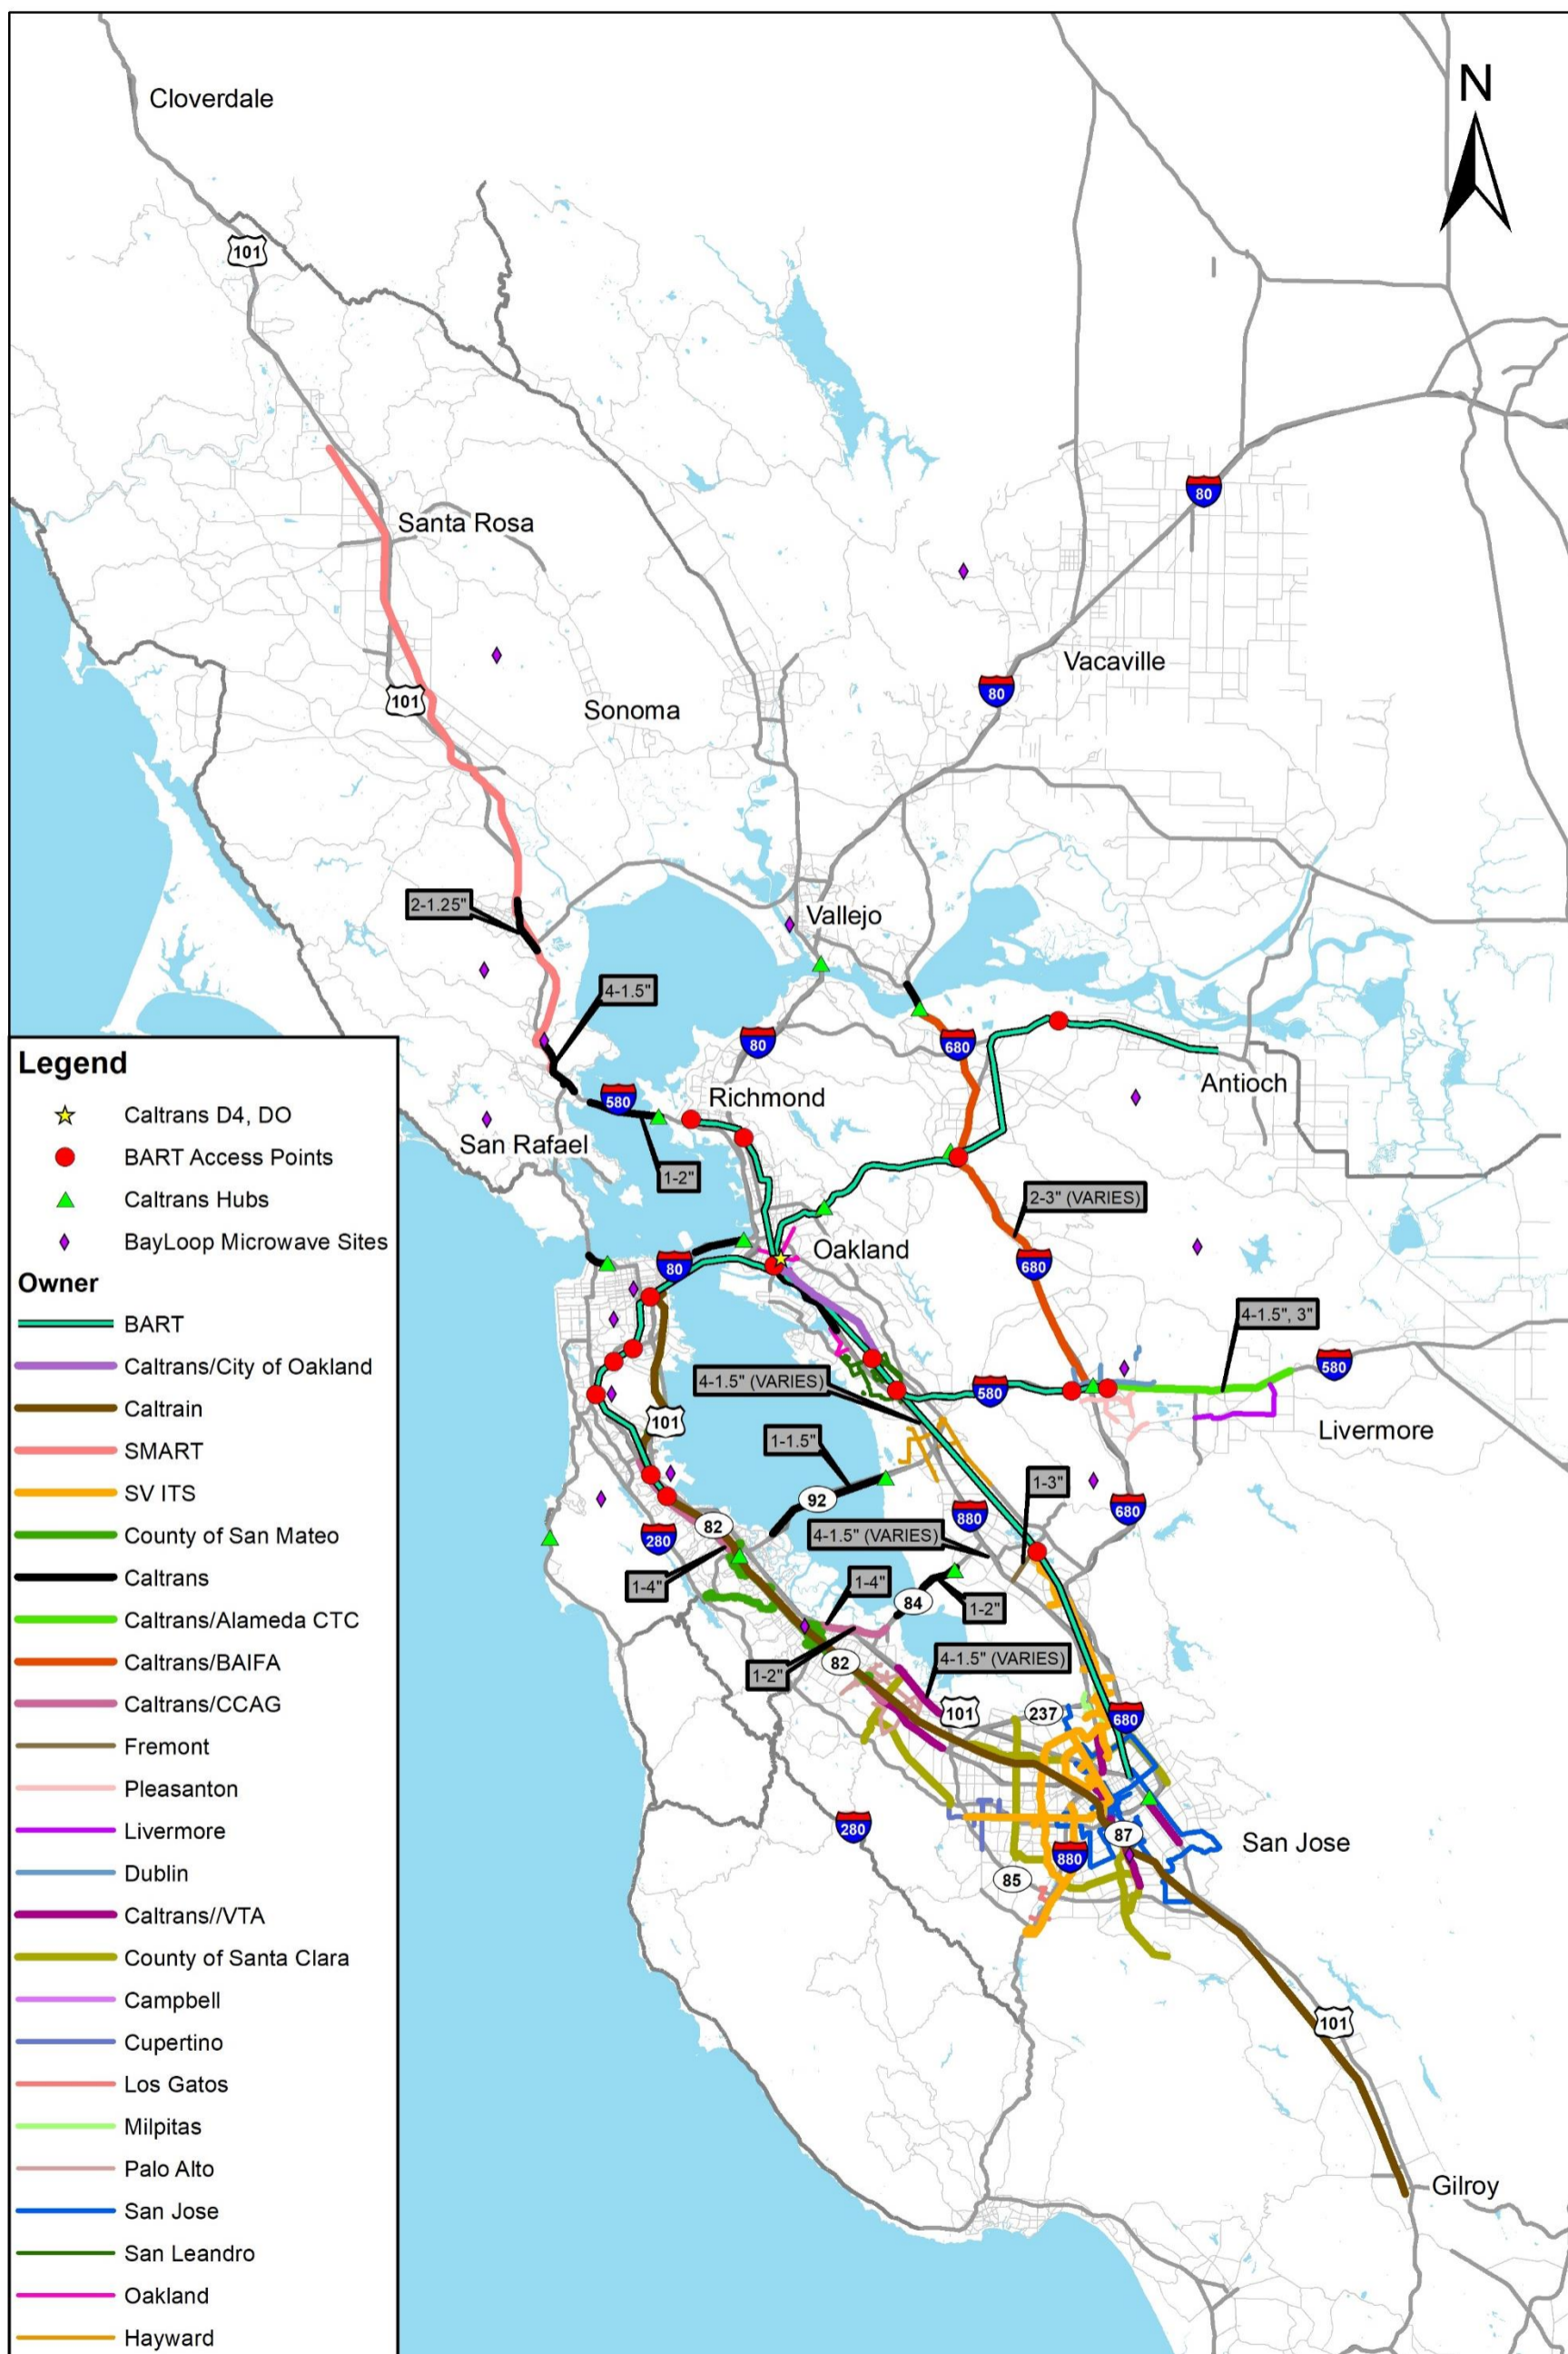 N
Cloverdale
101
80
Santa Rosa
Vacaville
80
101
Sonoma
2-1.25"
Vallejo
4-1.5"
80
680
Antioch
580
Richmond
San Rafael
1-2"
2-3" (VARIES)
Oakland
80
680
4-1.5", 3"
580
4-1.5" (VARIES)
580
101
Livermore
1-1.5"
1-3"
92
680
880
82
280
4-1.5" (VARIES)
1-4"
1-4"
84
1-2"
1-2"
82
4-1.5" (VARIES)
101
237
680
280
87
San Jose
880
85
101
Gilroy
Legend
Caltrans D4, DO
BART Access Points
Caltrans Hubs
BayLoop Microwave Sites
Owner
BART
Caltrans/City of Oakland
Caltrain
SMART
SV ITS
County of San Mateo
Caltrans
Caltrans/Alameda CTC
Caltrans/BAIFA
Caltrans/CCAG
Fremont
Pleasanton
Livermore
Dublin
Caltrans//VTA
County of Santa Clara
Campbell
Cupertino
Los Gatos
Milpitas
Palo Alto
San Jose
San Leandro
Oakland
Hayward